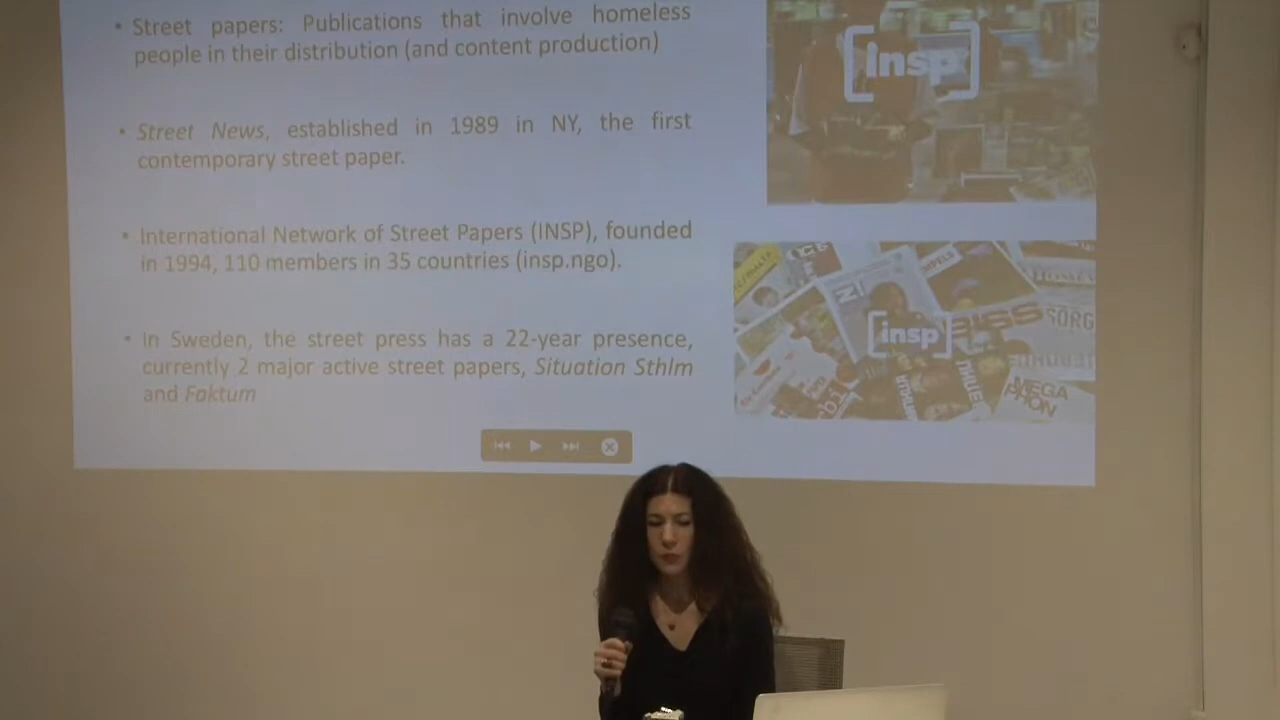 • Street papers: Publications that involve homeless
people in their distribution (and content production)
• Street News, established in 1989 in NY, the first
contemporary street paper.
• International Network of Street Papers (INSP), founded
in 1994, 110 members in 35 countries (insp.ngo).
• In Sweden, the street press has a 22-year presence,
currently 2 major active street papers, Situation Sthlm
and Faktum
[insp]
[insp]
BISS
MEGA
PHON